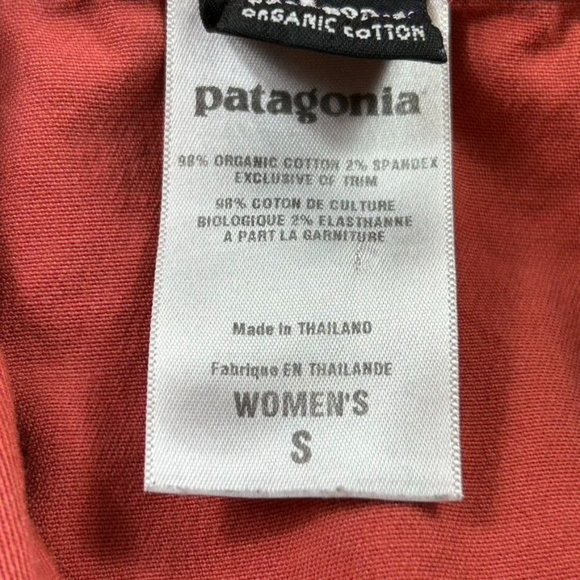 ORGANIC COTTON
patagonia
98% ORGANIC COTTON 2% SPANDEX
EXCLUSIVE OF TRIM
98% COTON DE CULTURE
BIOLOGIQUE 2% ELASTHANNE
A PART LA GARNITURE
Made in THAILAND
Fabrique EN THAILANDE
WOMEN'S
S